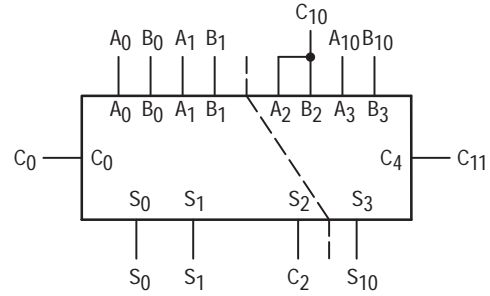 C10
A0 B0 A1 B1 A10 B10
A0 B0 A1 B1 A2 B2 A3 B3
C0 C0 C4 C11
S0 S1 S2 S3
S0 S1 C2 S10